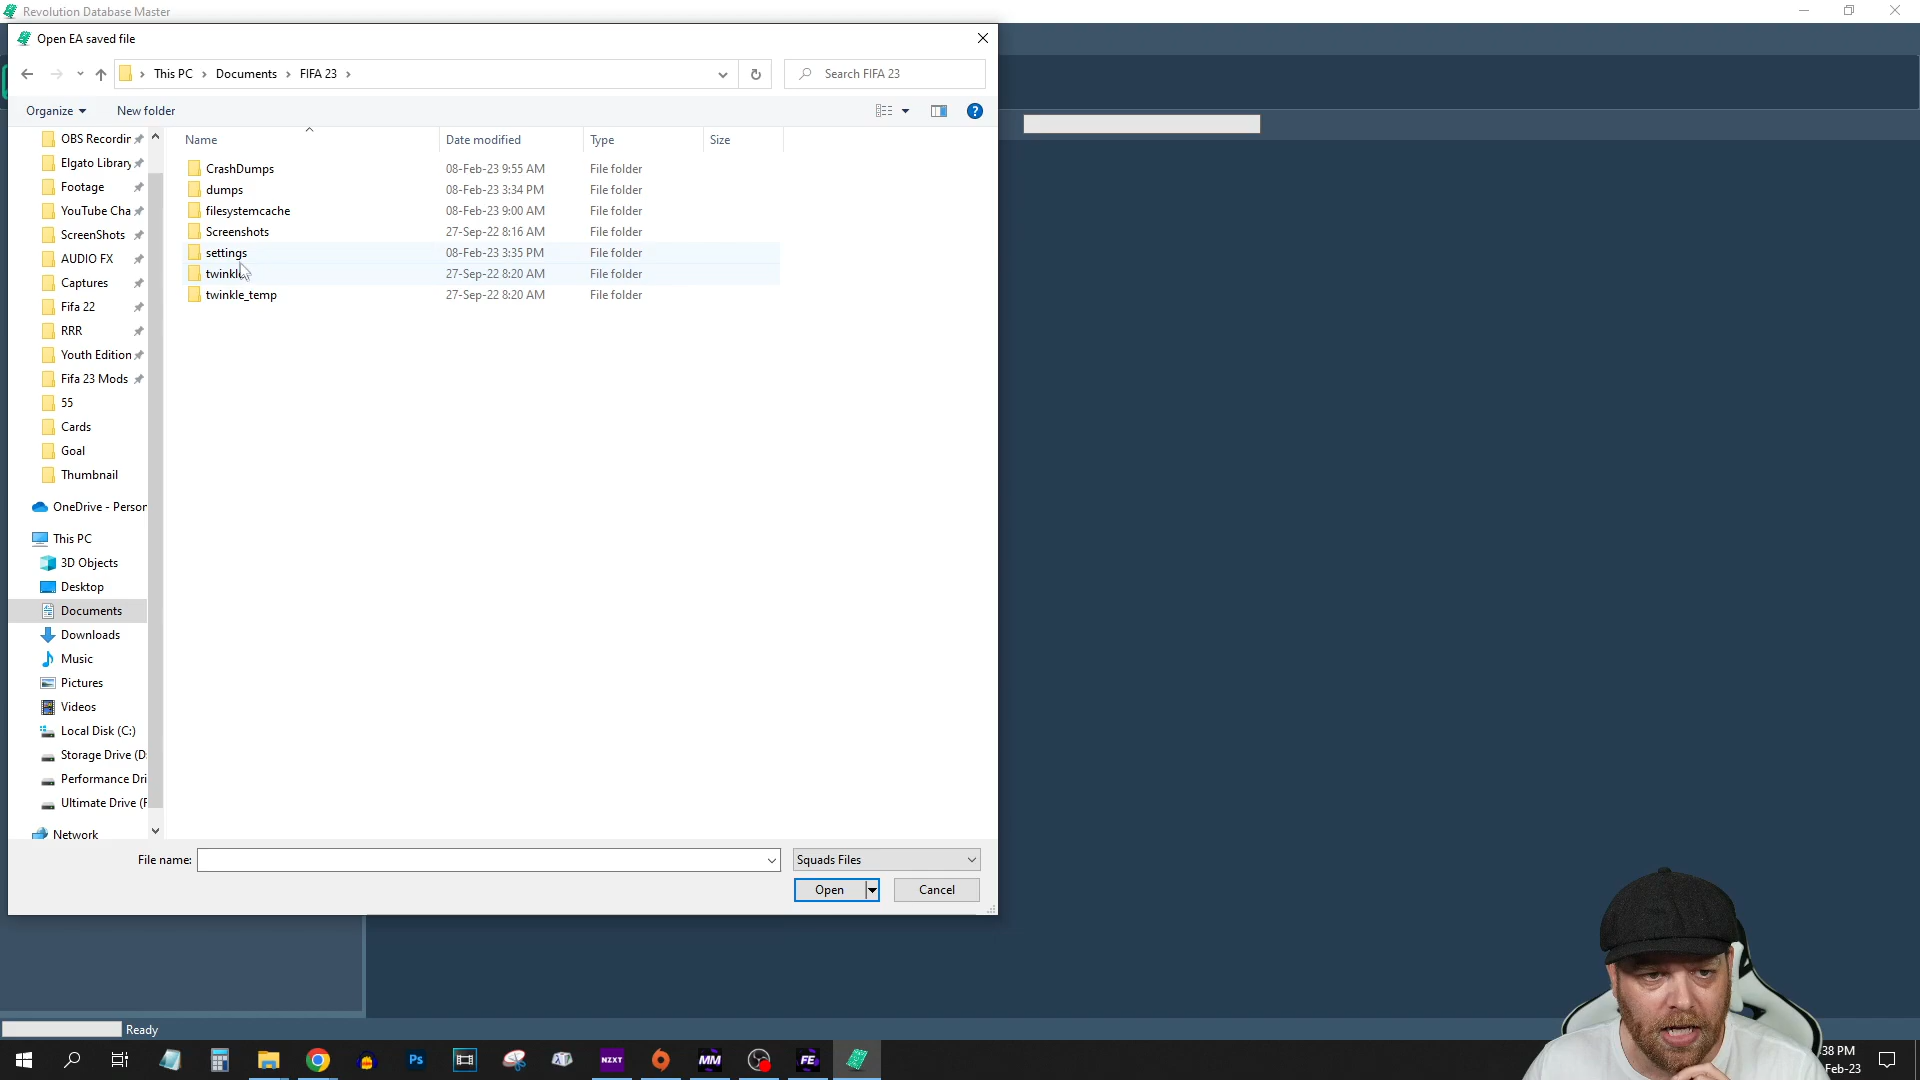 Revolution Database Master
Open EA saved file
This PC > Documents > FIFA 23 >
Search FIFA 23
Organize
New folder
Name
Date modified
Type
Size
OBS Recordin
Elgato Library
Footage
YouTube Cha
ScreenShots
AUDIO FX
Captures
Fifa 22
RRR
Youth Edition
Fifa 23 Mods
55
Cards
Goal
Thumbnail
OneDrive - Person
This PC
3D Objects
Desktop
Documents
Downloads
Music
Pictures
Videos
Local Disk (C:)
Storage Drive (D:
Performance Dri
Ultimate Drive (F
Network
CrashDumps 08-Feb-23 9:55 AM File folder
dumps 08-Feb-23 3:34 PM File folder
filesystemcache 08-Feb-23 9:00 AM File folder
Screenshots 27-Sep-22 8:16 AM File folder
settings 08-Feb-23 3:35 PM File folder
twinkle 27-Sep-22 8:20 AM File folder
twinkle_temp 27-Sep-22 8:20 AM File folder
File name:
Squads Files
Open
Cancel
Ready
Ps
NZXT
MM
FE
38 PM
Feb-23